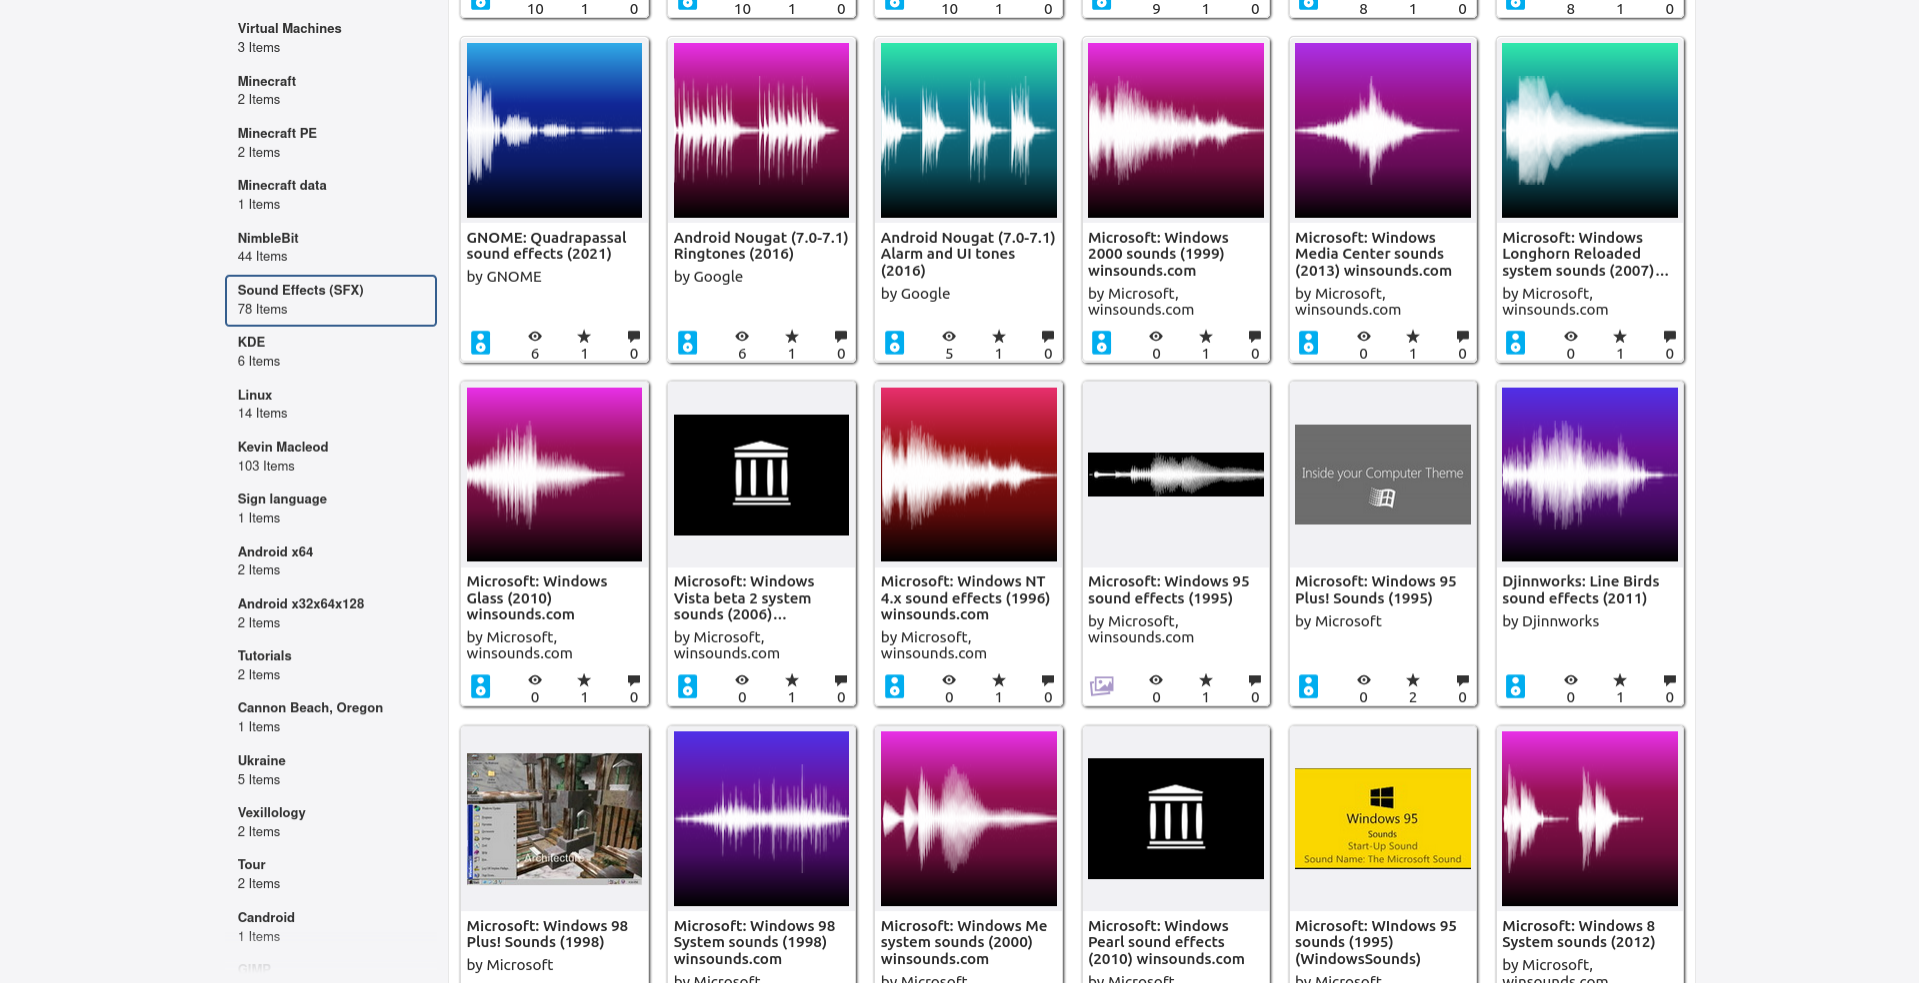 Virtual Machines
3 Items
Minecraft
2 Items
Minecraft PE
2 Items
Minecraft data
1 Items
NimbleBit
44 Items
Sound Effects (SFX)
78 Items
KDE
6 Items
Linux
14 Items
Kevin Macleod
103 Items
Sign language
1 Items
Android x64
2 Items
Android x32x64x128
2 Items
Tutorials
2 Items
Cannon Beach, Oregon
1 Items
Ukraine
5 Items
Vexillology
2 Items
Tour
2 Items
Candroid
1 Items
GIMP
10 1 0
10 1 0
10 1 0
9 1 0
8 1 0
8 1 0
GNOME: Quadrapassal
sound effects (2021)
by GNOME
6 1 0
Android Nougat (7.0-7.1)
Ringtones (2016)
by Google
6 1 0
Android Nougat (7.0-7.1)
Alarm and UI tones
(2016)
by Google
5 1 0
Microsoft: Windows
2000 sounds (1999)
winsounds.com
by Microsoft,
winsounds.com
0 1 0
Microsoft: Windows
Media Center sounds
(2013) winsounds.com
by Microsoft,
winsounds.com
0 1 0
Microsoft: Windows
Longhorn Reloaded
system sounds (2007)...
by Microsoft,
winsounds.com
0 1 0
Microsoft: Windows
Glass (2010)
winsounds.com
by Microsoft,
winsounds.com
0 1 0
Microsoft: Windows
Vista beta 2 system
sounds (2006)...
by Microsoft,
winsounds.com
0 1 0
Microsoft: Windows NT
4.x sound effects (1996)
winsounds.com
by Microsoft,
winsounds.com
0 1 0
Microsoft: Windows 95
sound effects (1995)
by Microsoft,
winsounds.com
0 1 0
Inside your Computer Theme
Microsoft: Windows 95
Plus! Sounds (1995)
by Microsoft
0 2 0
Djinnworks: Line Birds
sound effects (2011)
by Djinnworks
0 1 0
Architecture
Microsoft: Windows 98
Plus! Sounds (1998)
by Microsoft
Microsoft: Windows 98
System sounds (1998)
winsounds.com
by Microsoft,
Microsoft: Windows Me
system sounds (2000)
winsounds.com
by Microsoft,
Microsoft: Windows
Pearl sound effects
(2010) winsounds.com
by Microsoft,
Windows 95
Sounds
Start-Up Sound
Sound Name: The Microsoft Sound
Microsoft: WIndows 95
sounds (1995)
(WindowsSounds)
by Microsoft
Microsoft: Windows 8
System sounds (2012)
by Microsoft,
winsounds.com